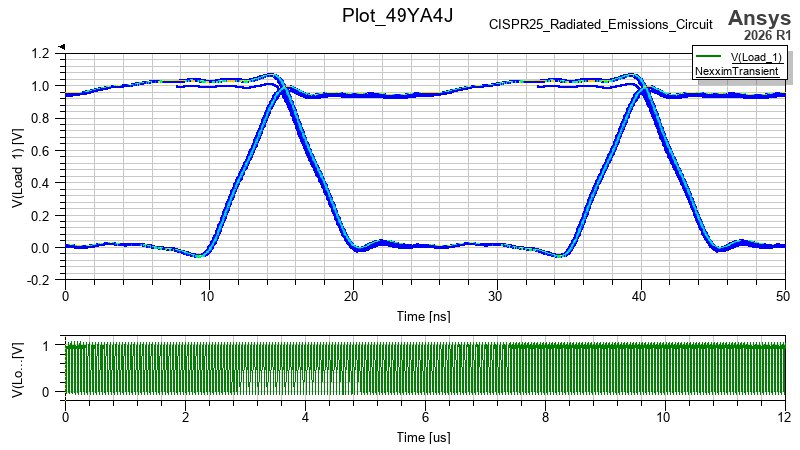 Plot_49YA4J
CISPR25_Radiated_Emissions_Circuit
Ansys
2026 R1
V(Load_1)
NexximTransient
V(Load_1) [V]
1.2
1.0
0.8
0.6
0.4
0.2
0.0
-0.2
0 10 20 30 40 50
Time [ns]
V(Lo...[V]
1
0
0 2 4 6 8 10 12
Time [us]